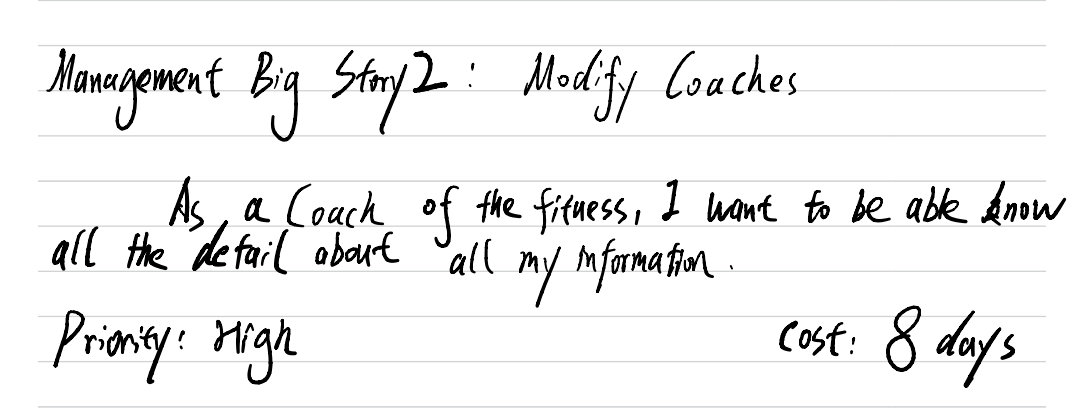 Management Big Story 2 : Modify Coaches
As a Coach of the fitness, I want to be able know
all the detail about all my information.
Priority: High Cost: 8 days